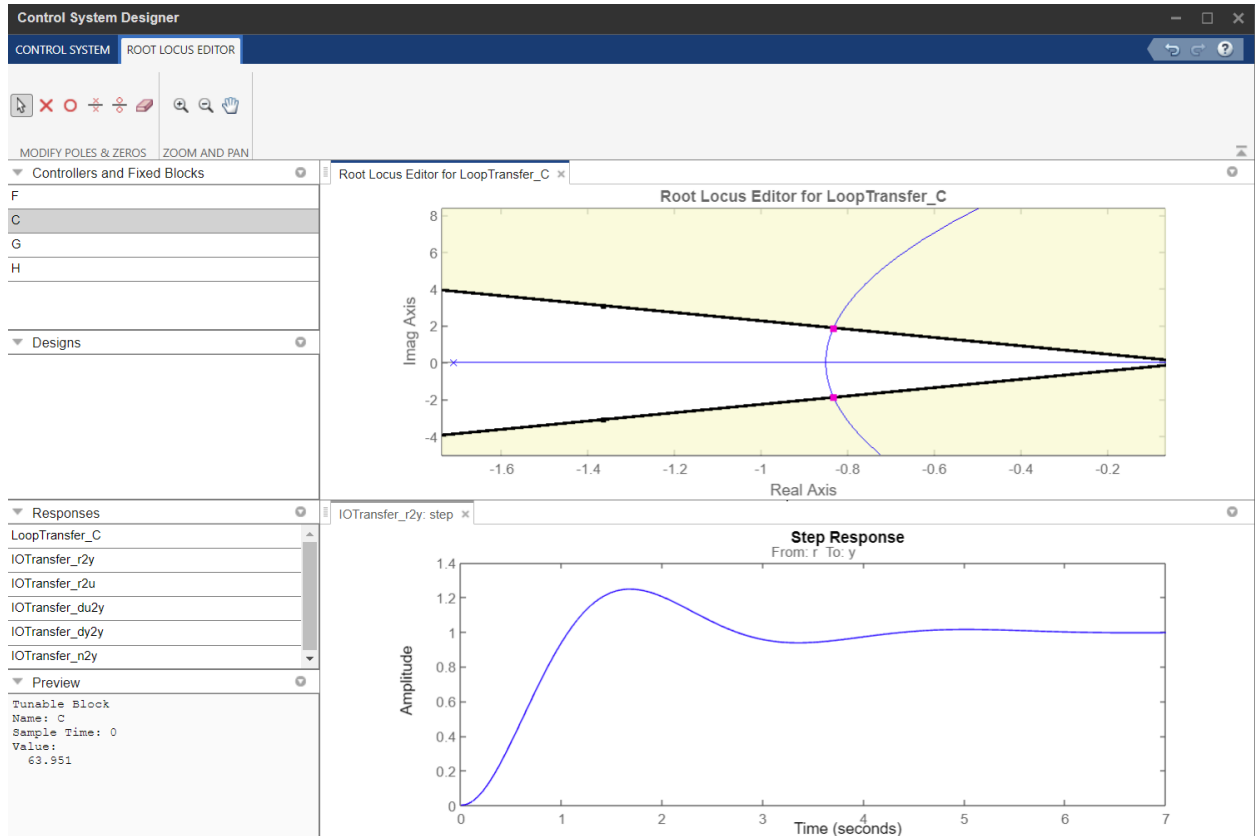 Control System Designer
CONTROL SYSTEM ROOT LOCUS EDITOR
?
MODIFY POLES & ZEROS ZOOM AND PAN
Controllers and Fixed Blocks
F
C
G
H
Designs
Responses
LoopTransfer_C
IOTransfer_r2y
IOTransfer_r2u
IOTransfer_du2y
IOTransfer_dy2y
IOTransfer_n2y
Preview
Tunable Block
Name: C
Sample Time: 0
Value:
63.951
Root Locus Editor for LoopTransfer_C
Root Locus Editor for LoopTransfer_C
Imag Axis
8
6
4
2
0
-2
-4
-1.6 -1.4 -1.2 -1 -0.8 -0.6 -0.4 -0.2
Real Axis
IOTransfer_r2y: step
Step Response
From: r To: y
Amplitude
1.4
1.2
1
0.8
0.6
0.4
0.2
0
0 1 2 3 4 5 6 7
Time (seconds)